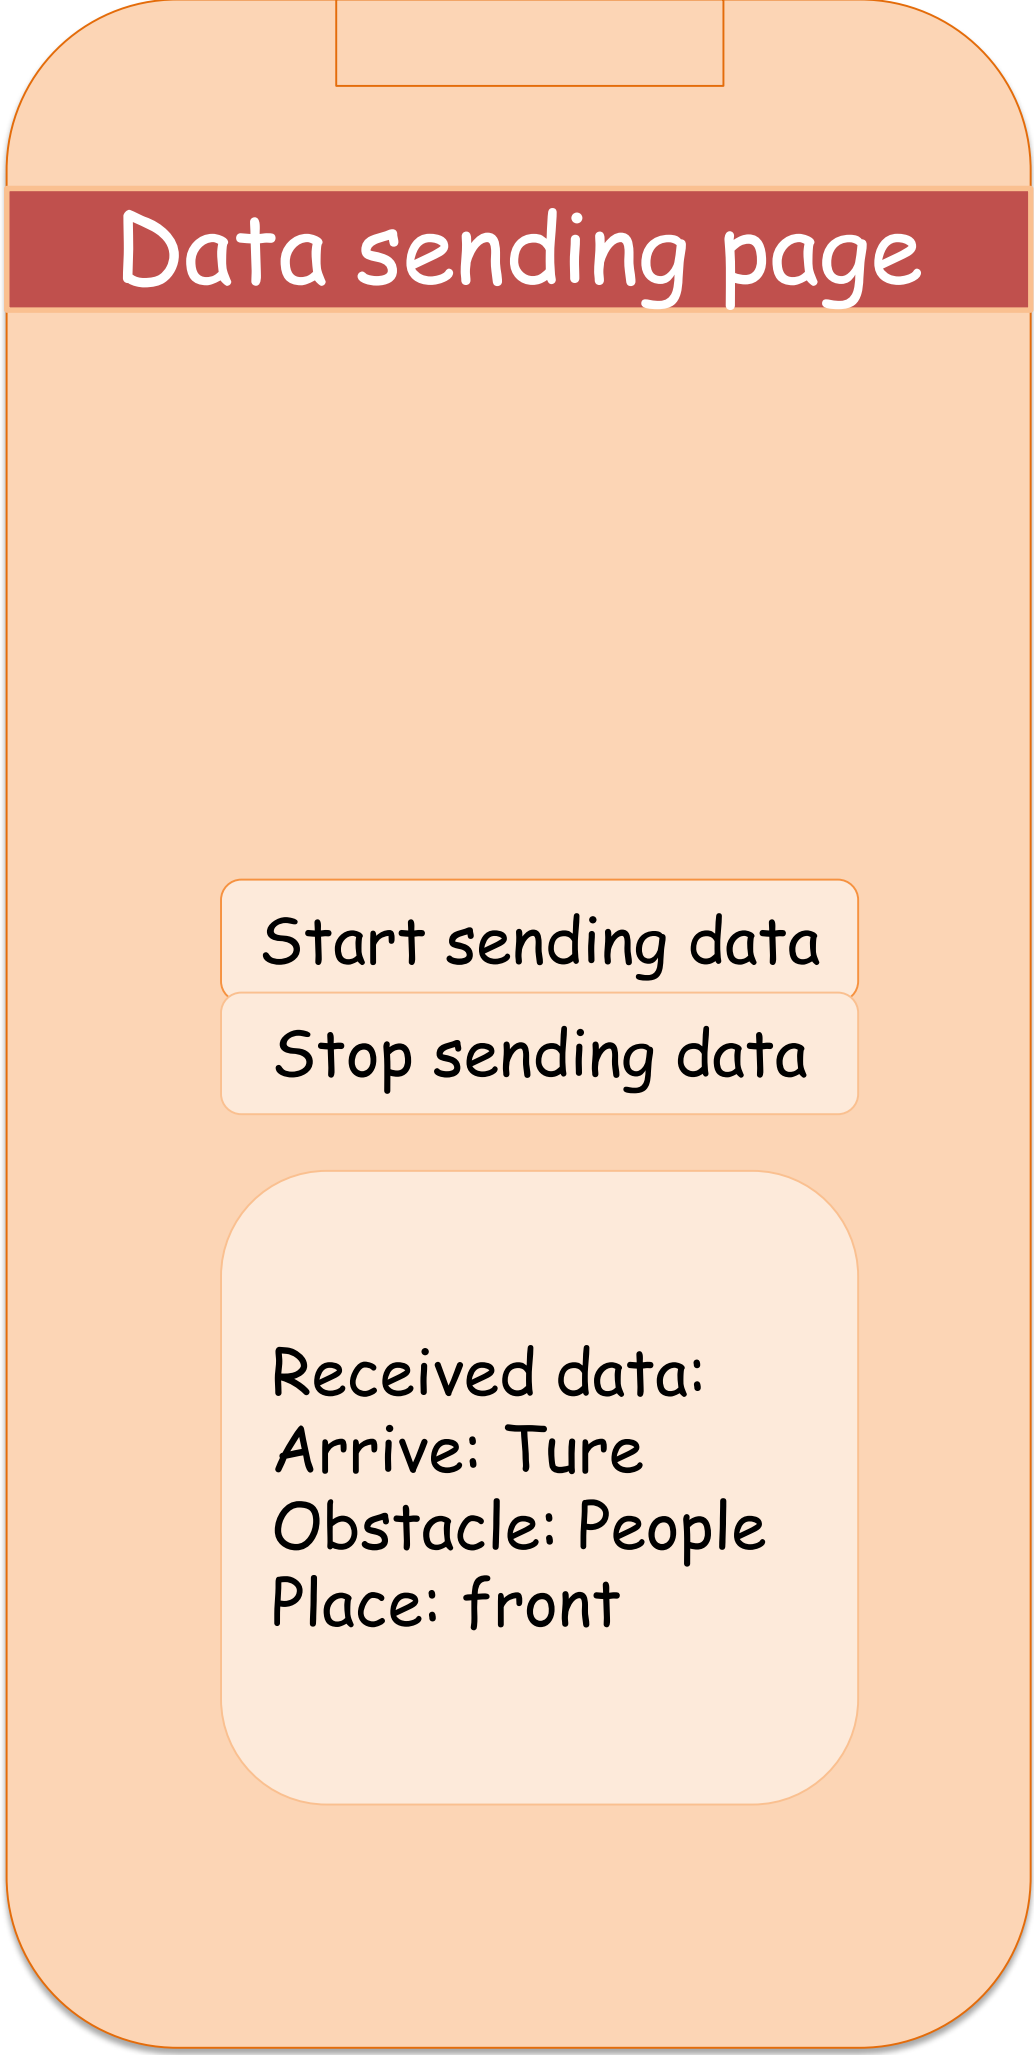 Data sending page
Start sending data
Stop sending data
Received data:
Arrive: Ture
Obstacle: People
Place: front